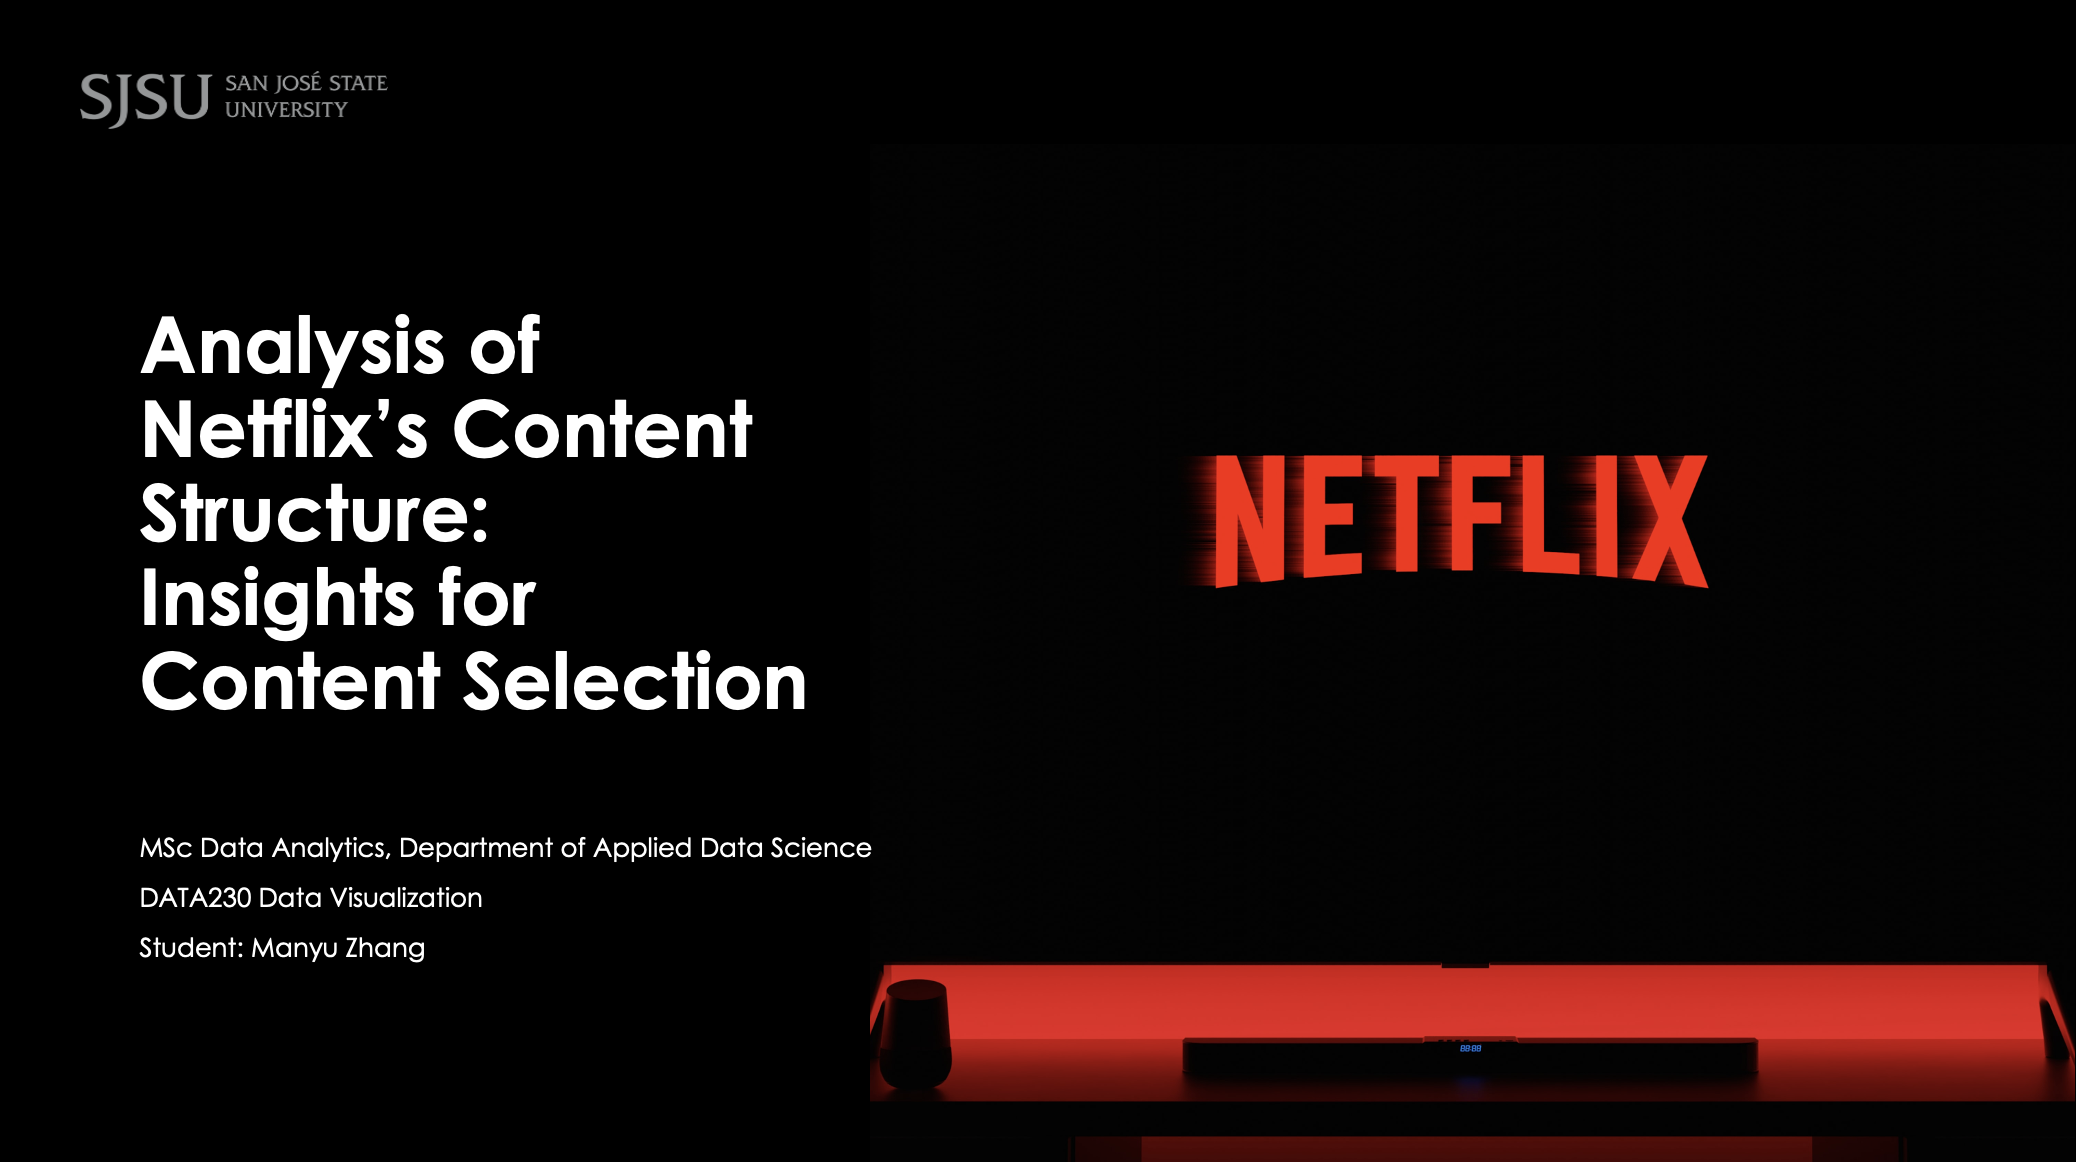 SJSU SAN JOSÉ STATE
UNIVERSITY
Analysis of
Netflix’s Content
Structure:
Insights for
Content Selection
NETFLIX
MSc Data Analytics, Department of Applied Data Science
DATA230 Data Visualization
Student: Manyu Zhang